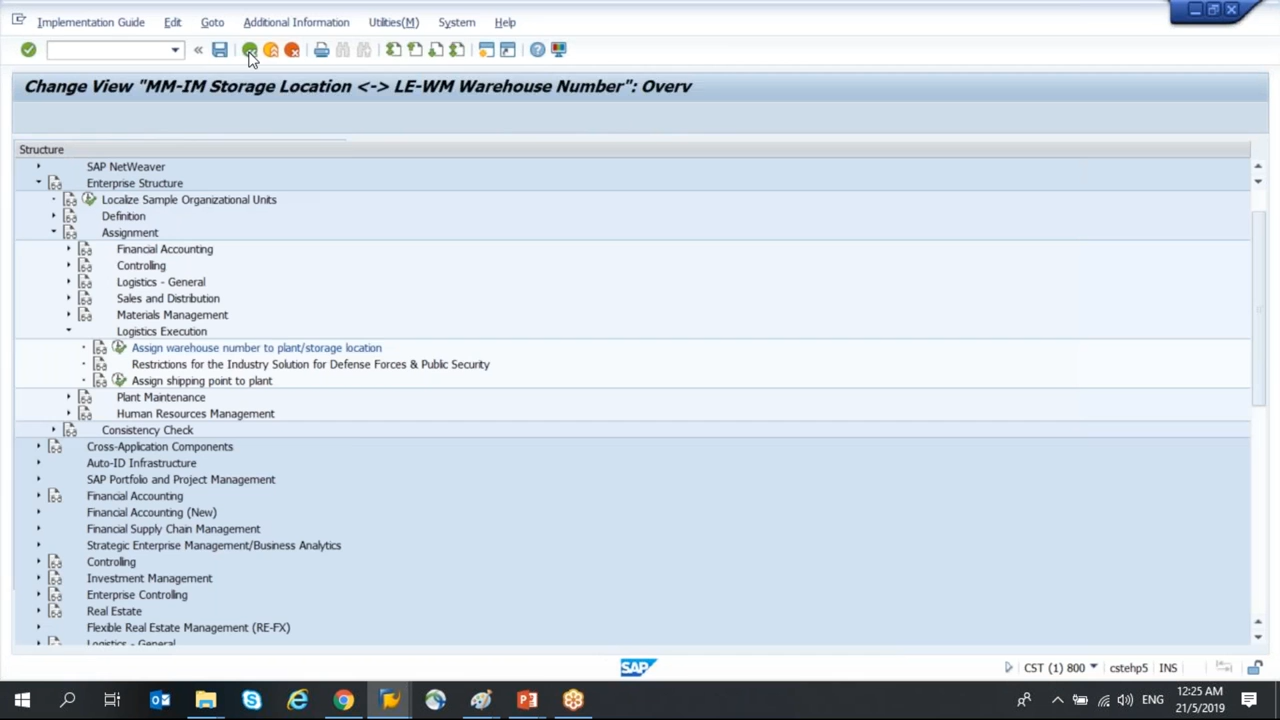 Implementation Guide Edit Goto Additional Information Utilities(M) System Help
Change View "MM-IM Storage Location <-> LE-WM Warehouse Number": Overv
Structure
SAP NetWeaver
Enterprise Structure
Localize Sample Organizational Units
Definition
Assignment
Financial Accounting
Controlling
Logistics - General
Sales and Distribution
Materials Management
Logistics Execution
Assign warehouse number to plant/storage location
Restrictions for the Industry Solution for Defense Forces & Public Security
Assign shipping point to plant
Plant Maintenance
Human Resources Management
Consistency Check
Cross-Application Components
Auto-ID Infrastructure
SAP Portfolio and Project Management
Financial Accounting
Financial Accounting (New)
Financial Supply Chain Management
Strategic Enterprise Management/Business Analytics
Controlling
Investment Management
Enterprise Controlling
Real Estate
Flexible Real Estate Management (RE-FX)
Logistics - General
SAP CST (1) 800 cstehp5 INS
ENG 12:25 AM
21/5/2019